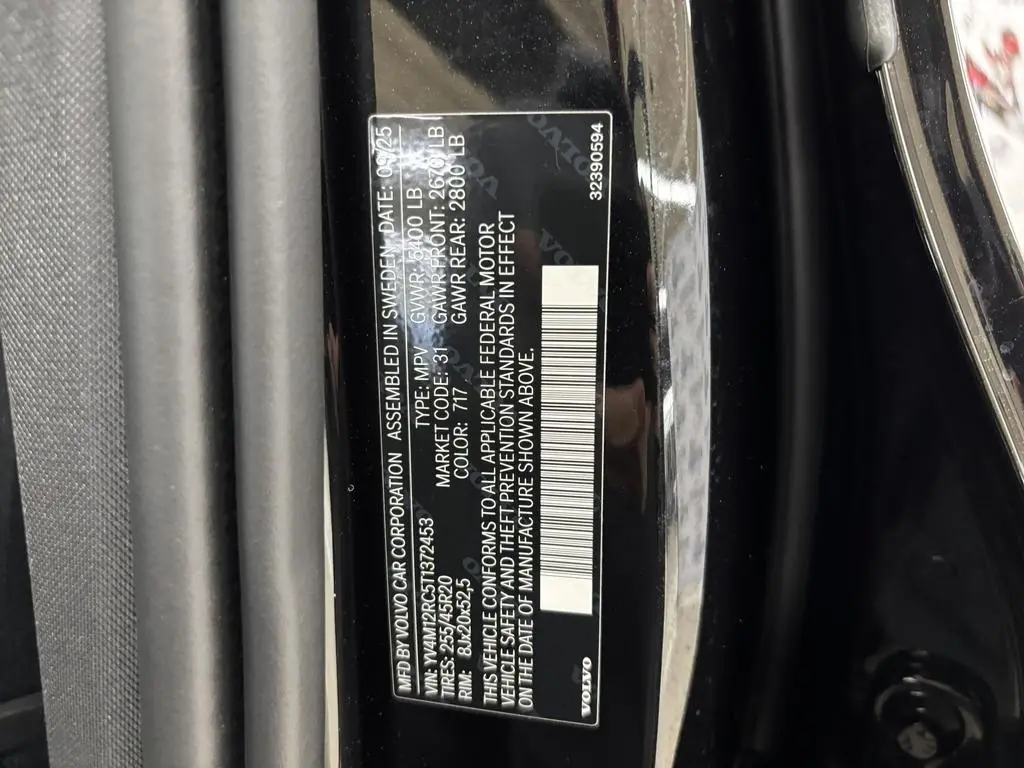 MFD BY VOLVO CAR CORPORATION ASSEMBLED IN SWEDEN DATE: 09/25
VIN: YV4M12RC5T1372453 TYPE: MPV GVWR: 5400 LB
TIRES: 255/45R20 MARKET CODE: 31 GAWR FRONT: 2670 LB
RIM: 8Jx20x52,5 COLOR: 717 GAWR REAR: 2800 LB
THIS VEHICLE CONFORMS TO ALL APPLICABLE FEDERAL MOTOR
VEHICLE SAFETY AND THEFT PREVENTION STANDARDS IN EFFECT
ON THE DATE OF MANUFACTURE SHOWN ABOVE.
VOLVO 32390594